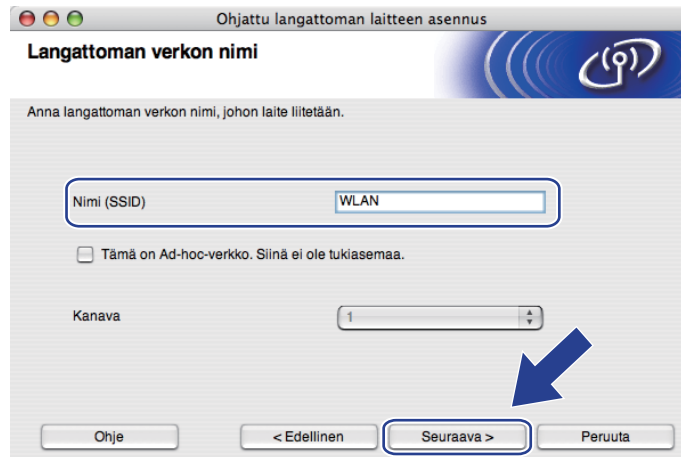 Ohjattu langattoman laitteen asennus
Langattoman verkon nimi
Anna langattoman verkon nimi, johon laite liitetään.
Nimi (SSID) WLAN
Tämä on Ad-hoc-verkko. Siinä ei ole tukiasemaa.
Kanava 1
Ohje < Edellinen Seuraava > Peruuta